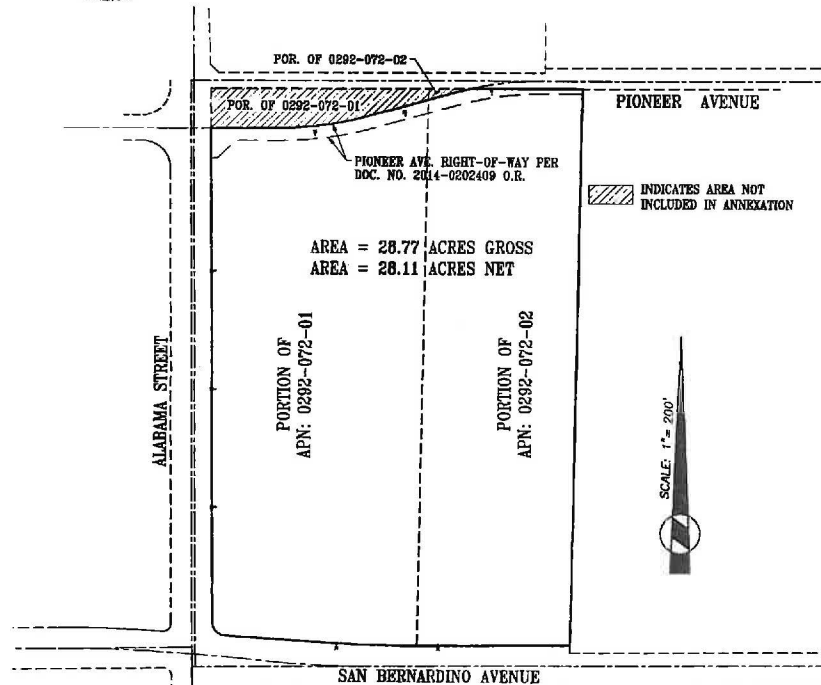 POR. OF 0292-072-02
POR. OF 0292-072-01
PIONEER AVENUE
PIONEER AVE. RIGHT-OF-WAY PER
DOC. NO. 2014-0202409 O.R.
INDICATES AREA NOT
INCLUDED IN ANNEXATION
AREA = 28.77 ACRES GROSS
AREA = 28.11 ACRES NET
ALABAMA STREET
PORTION OF
APN: 0292-072-01
PORTION OF
APN: 0292-072-02
SCALE: 1"= 200'
SAN BERNARDINO AVENUE